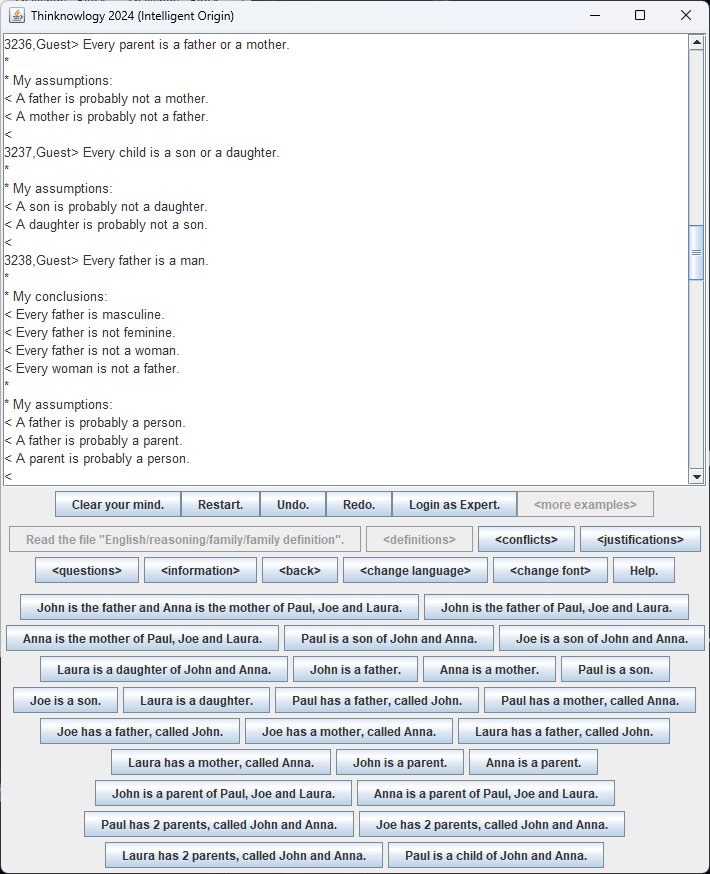 Thinknowlogy 2024 (Intelligent Origin)
3236,Guest> Every parent is a father or a mother.
*
* My assumptions:
< A father is probably not a mother.
< A mother is probably not a father.
<
3237,Guest> Every child is a son or a daughter.
*
* My assumptions:
< A son is probably not a daughter.
< A daughter is probably not a son.
<
3238,Guest> Every father is a man.
*
* My conclusions:
< Every father is masculine.
< Every father is not feminine.
< Every father is not a woman.
< Every woman is not a father.
*
* My assumptions:
< A father is probably a person.
< A father is probably a parent.
< A parent is probably a person.
<
Clear your mind. Restart. Undo. Redo. Login as Expert. <more examples>
Read the file "English/reasoning/family/family definition". <definitions> <conflicts> <justifications>
<questions> <information> <back> <change language> <change font> Help.
John is the father and Anna is the mother of Paul, Joe and Laura. John is the father of Paul, Joe and Laura.
Anna is the mother of Paul, Joe and Laura. Paul is a son of John and Anna. Joe is a son of John and Anna.
Laura is a daughter of John and Anna. John is a father. Anna is a mother. Paul is a son.
Joe is a son. Laura is a daughter. Paul has a father, called John. Paul has a mother, called Anna.
Joe has a father, called John. Joe has a mother, called Anna. Laura has a father, called John.
Laura has a mother, called Anna. John is a parent. Anna is a parent.
John is a parent of Paul, Joe and Laura. Anna is a parent of Paul, Joe and Laura.
Paul has 2 parents, called John and Anna. Joe has 2 parents, called John and Anna.
Laura has 2 parents, called John and Anna. Paul is a child of John and Anna.